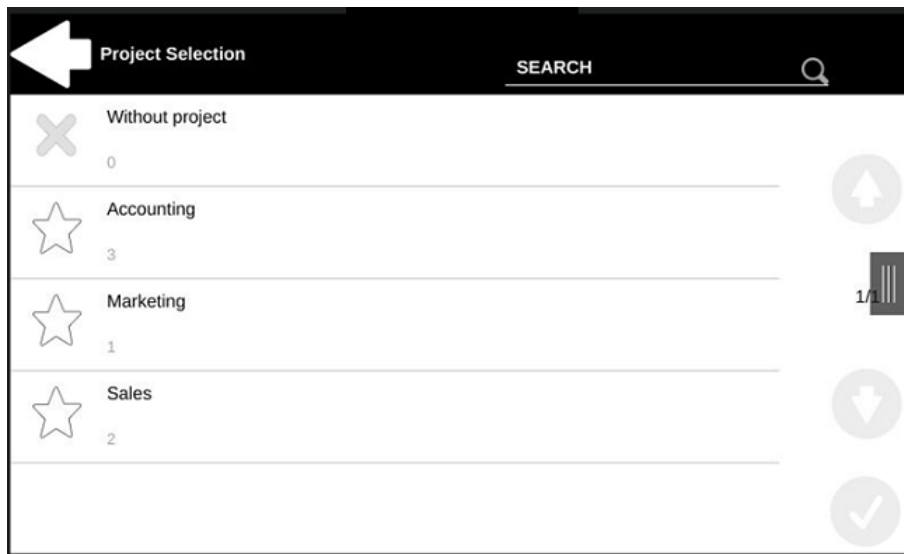 Project Selection
SEARCH
Without project
0
Accounting
3
Marketing
1
Sales
2
1/1